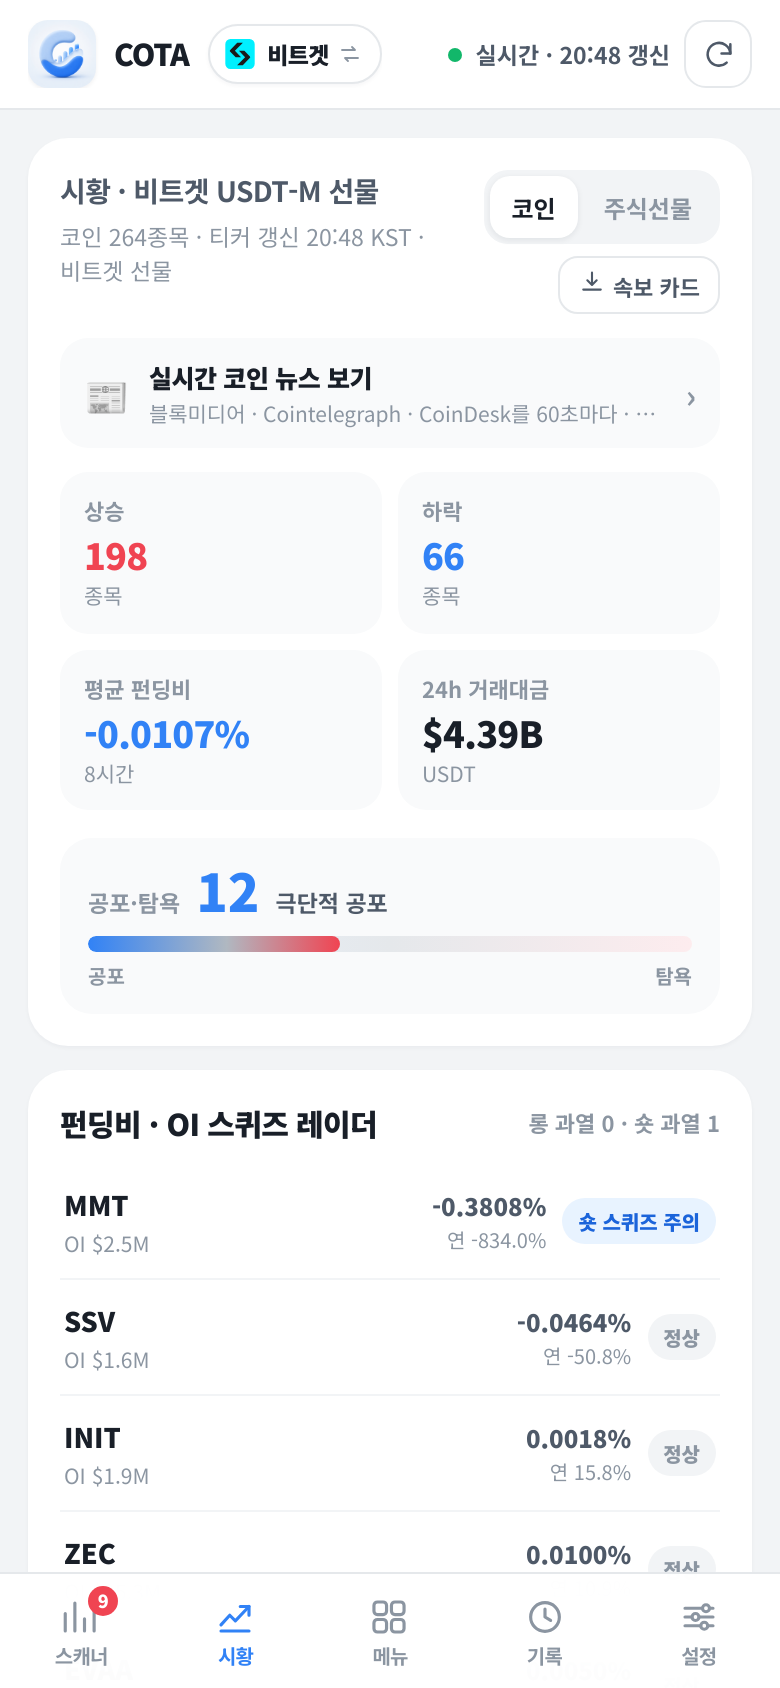 COTA
비트겟
실시간 · 20:48 갱신
시황 · 비트겟 USDT-M 선물
코인 264종목 · 티커 갱신 20:48 KST ·
비트겟 선물
코인
주식선물
속보 카드
실시간 코인 뉴스 보기
블록미디어 · Cointelegraph · CoinDesk를 60초마다 · ···
상승
198
종목
하락
66
종목
평균 펀딩비
-0.0107%
8시간
24h 거래대금
$4.39B
USDT
공포·탐욕 12 극단적 공포
공포
탐욕
펀딩비 · OI 스퀴즈 레이더
롱 과열 0 · 숏 과열 1
MMT
OI $2.5M
-0.3808%
연 -834.0%
숏 스퀴즈 주의
SSV
OI $1.6M
-0.0464%
연 -50.8%
정상
INIT
OI $1.9M
0.0018%
연 15.8%
정상
ZEC
0.0100%
정상
9
스캐너
시황
메뉴
기록
설정